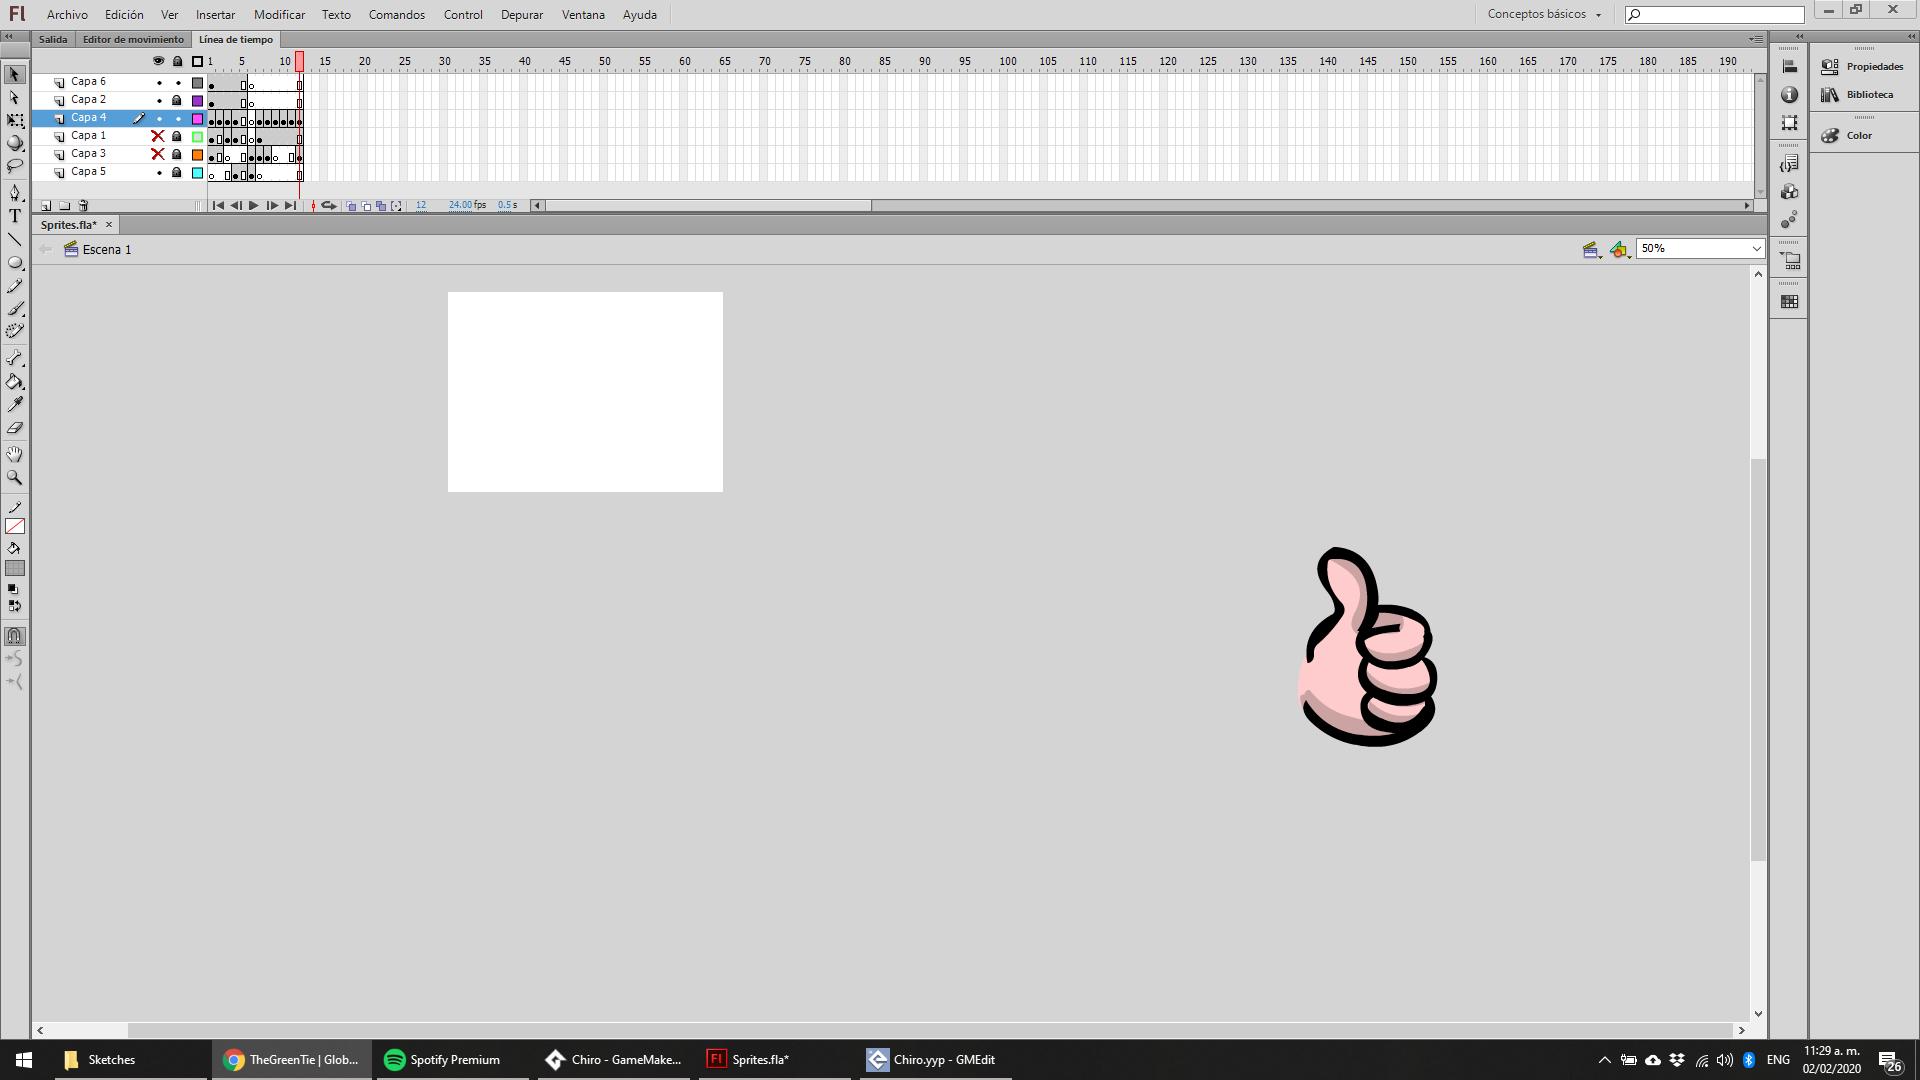 Fl Archivo Edición Ver Insertar Modificar Texto Comandos Control Depurar Ventana Ayuda Conceptos básicos
Salida Editor de movimiento Línea de tiempo
1 5 10 15 20 25 30 35 40 45 50 55 60 65 70 75 80 85 90 95 100 105 110 115 120 125 130 135 140 145 150 155 160 165 170 175 180 185 190
Capa 6
Capa 2
Capa 4
Capa 1
Capa 3
Capa 5
12 24.00 fps 0.5 s
Sprites.fla* ×
Escena 1 50%
Propiedades
Biblioteca
Color
T
Sketches TheGreenTie | Glob... Spotify Premium Chiro - GameMake... Fl Sprites.fla* Chiro.yyp - GMEdit ENG 11:29 a. m.
02/02/2020 26